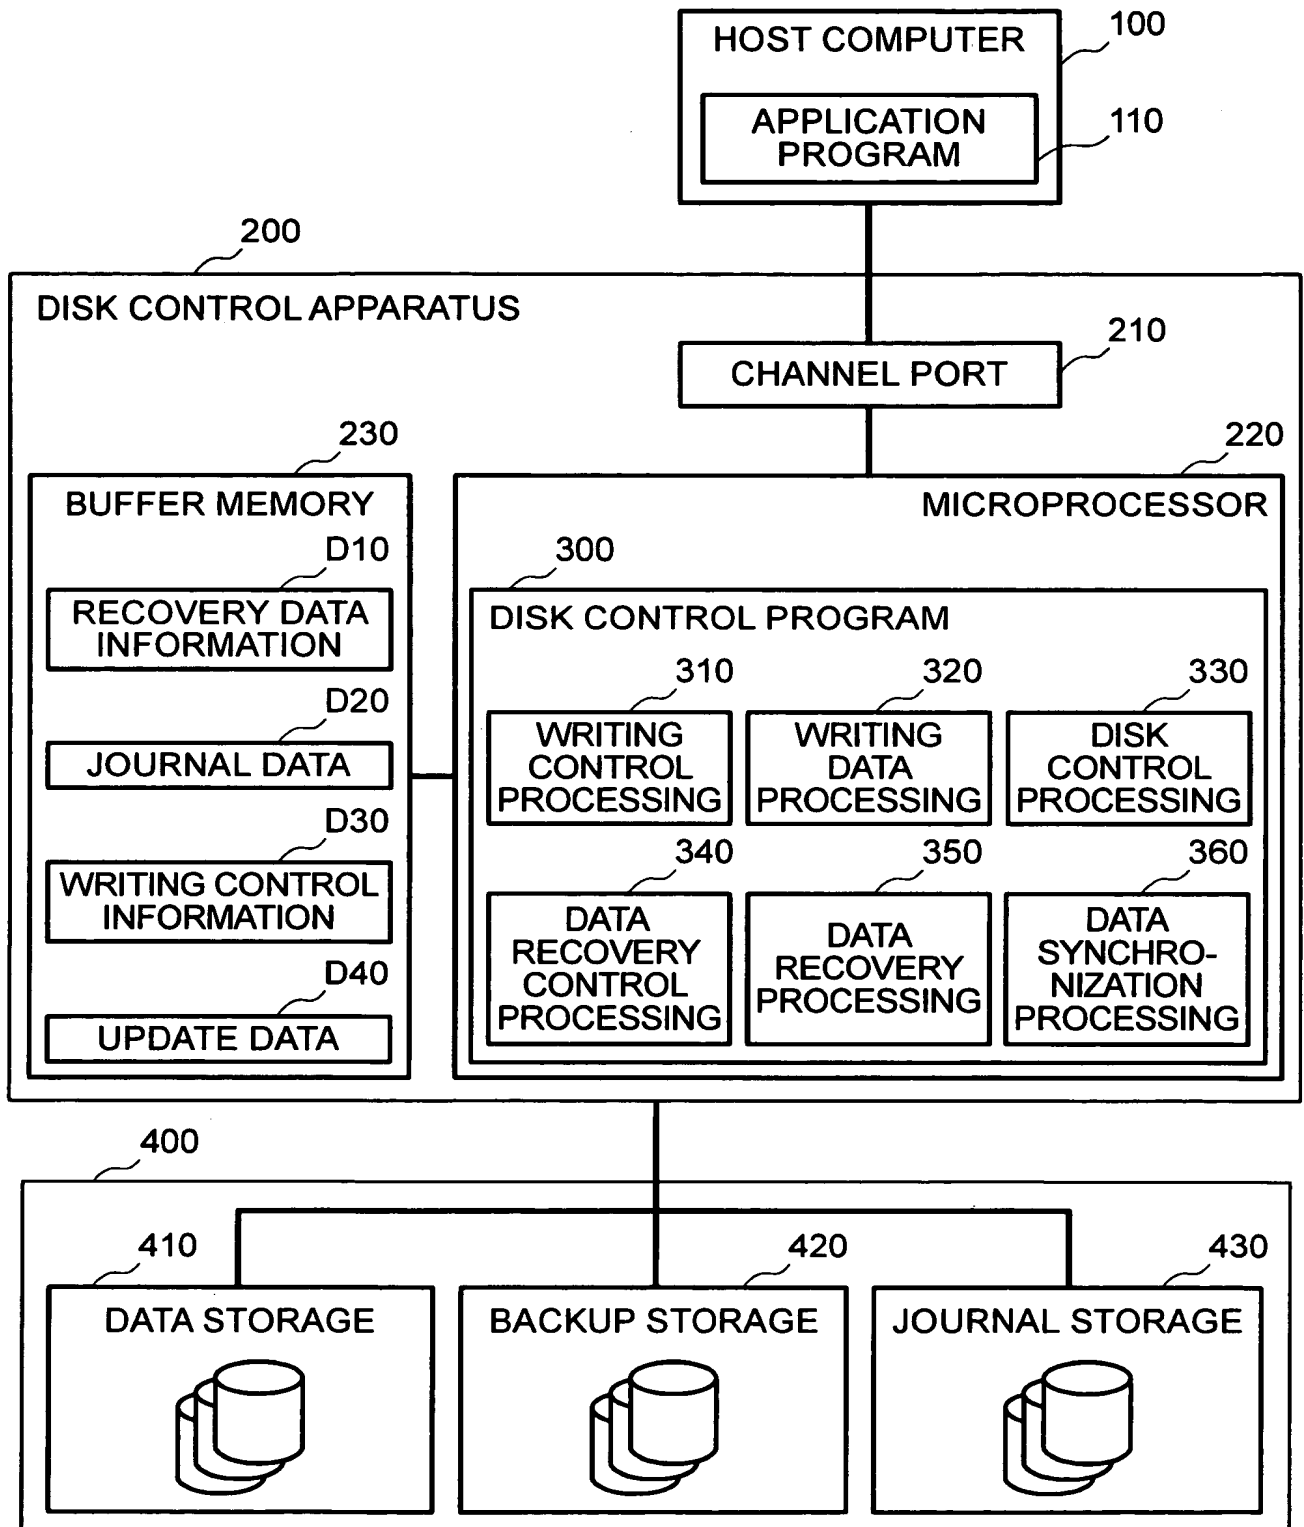 HOST COMPUTER
100
APPLICATION
PROGRAM
110
200
DISK CONTROL APPARATUS
210
CHANNEL PORT
230
220
BUFFER MEMORY
MICROPROCESSOR
D10
RECOVERY DATA
INFORMATION
D20
JOURNAL DATA
D30
WRITING CONTROL
INFORMATION
D40
UPDATE DATA
300
DISK CONTROL PROGRAM
310
WRITING
CONTROL
PROCESSING
320
WRITING
DATA
PROCESSING
330
DISK
CONTROL
PROCESSING
340
DATA
RECOVERY
CONTROL
PROCESSING
350
DATA
RECOVERY
PROCESSING
360
DATA
SYNCHRO-
NIZATION
PROCESSING
400
410
DATA STORAGE
420
BACKUP STORAGE
430
JOURNAL STORAGE